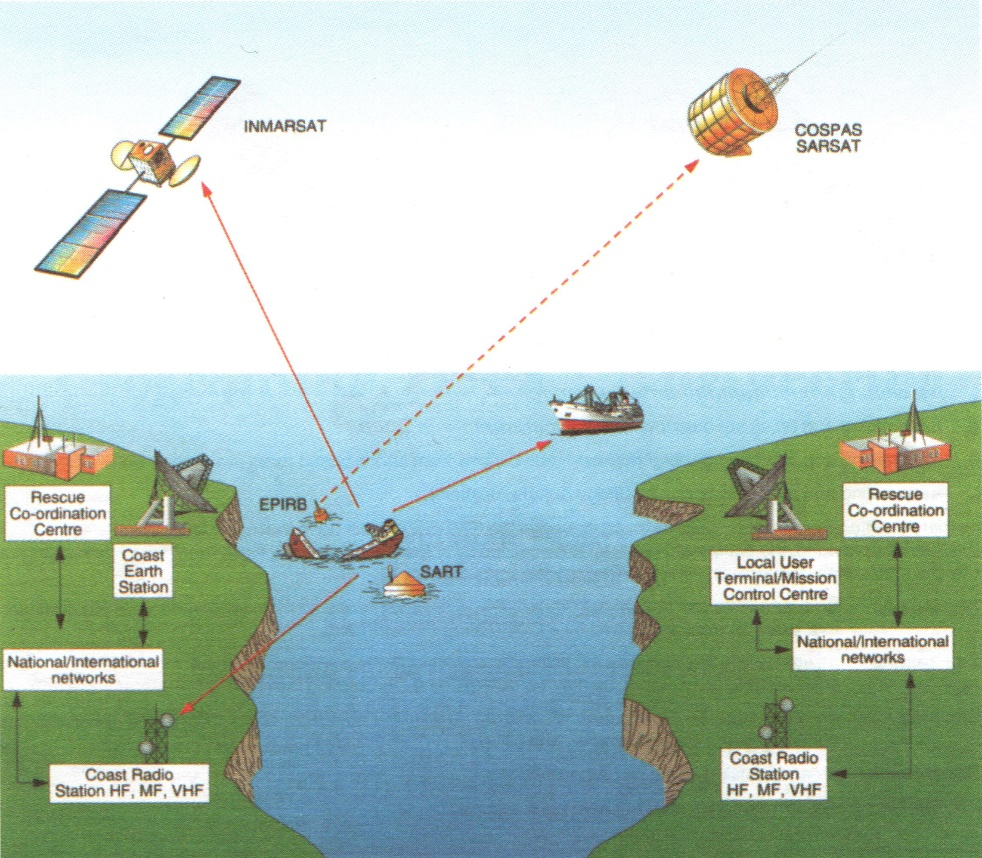 INMARSAT
COSPAS
SARSAT
EPIRB
SART
Rescue
Co-ordination
Centre
Coast
Earth
Station
National/International
networks
Coast Radio
Station HF, MF, VHF
Rescue
Co-ordination
Centre
Local User
Terminal/Mission
Control Centre
National/International
networks
Coast Radio
Station
HF, MF, VHF